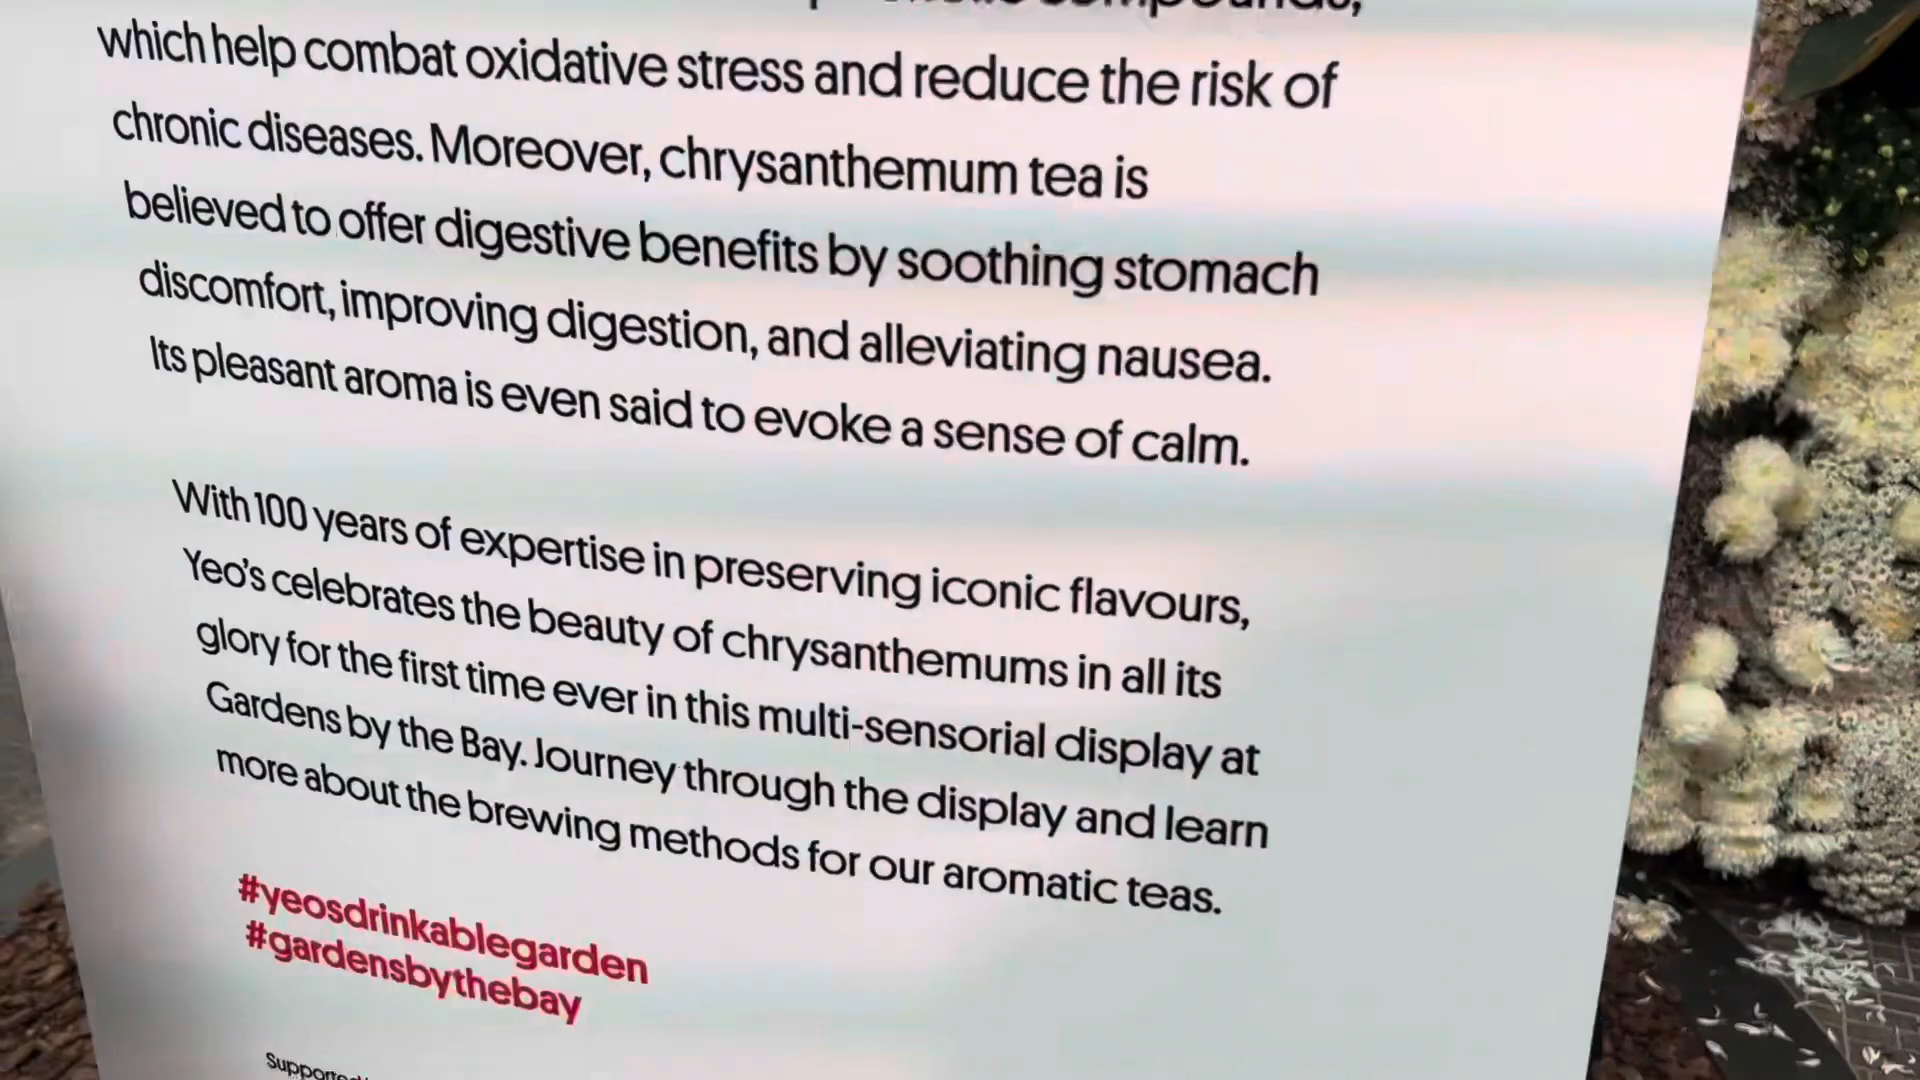 which help combat oxidative stress and reduce the risk of
chronic diseases. Moreover, chrysanthemum tea is
believed to offer digestive benefits by soothing stomach
discomfort, improving digestion, and alleviating nausea.
Its pleasant aroma is even said to evoke a sense of calm.
With 100 years of expertise in preserving iconic flavours,
Yeo's celebrates the beauty of chrysanthemums in all its
glory for the first time ever in this multi-sensorial display at
Gardens by the Bay. Journey through the display and learn
more about the brewing methods for our aromatic teas.
#yeosdrinkablegarden
#gardensbythebay